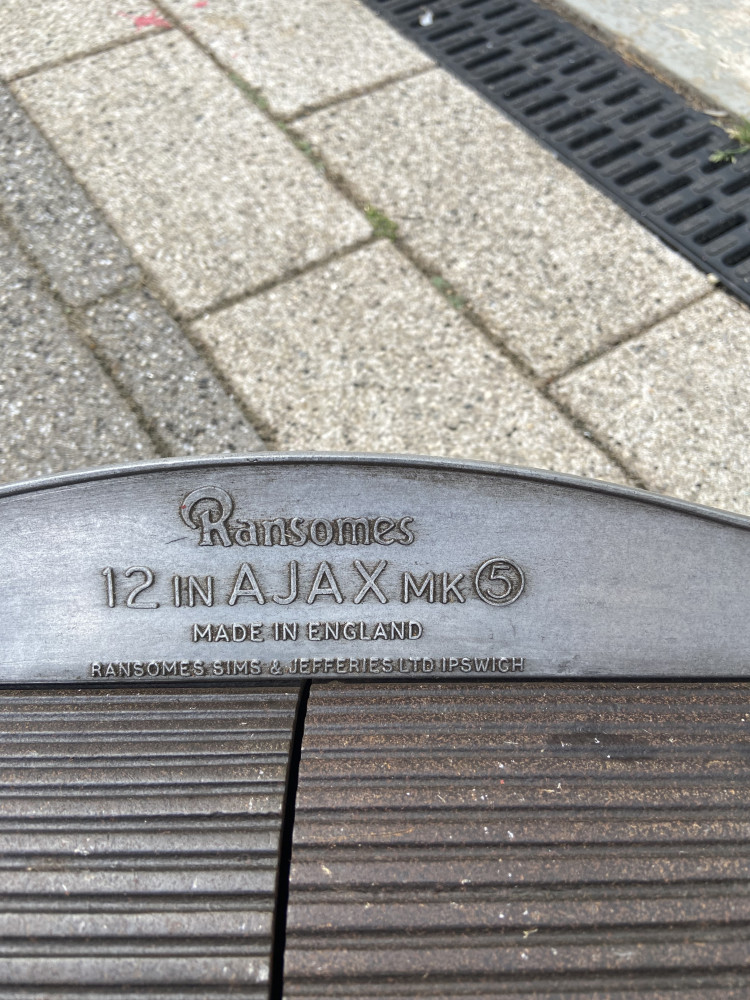 Ransomes
12 IN AJAX MK 5
MADE IN ENGLAND
RANSOMES SIMS & JEFFERIES LTD IPSWICH